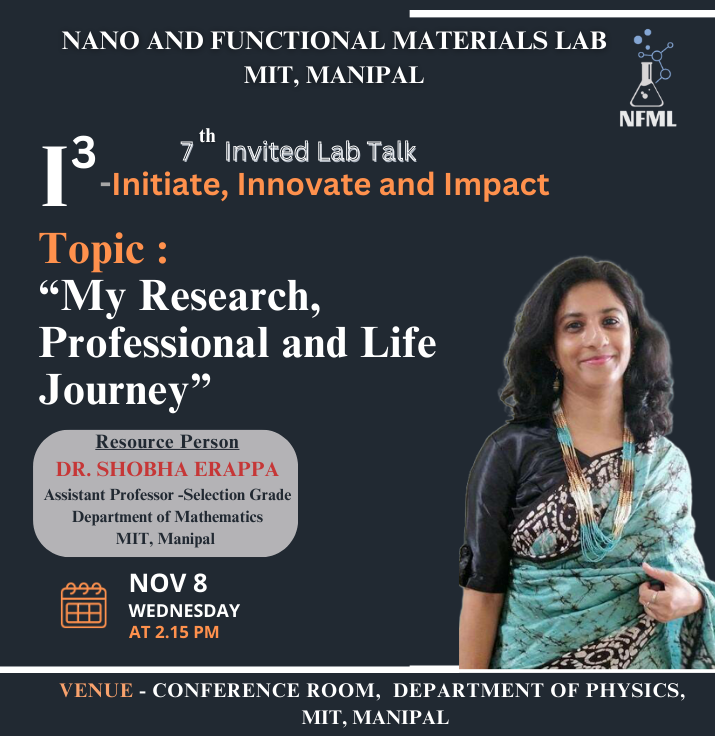 NANO AND FUNCTIONAL MATERIALS LAB
MIT, MANIPAL
NFML
I³
7th Invited Lab Talk
-Initiate, Innovate and Impact
Topic :
“My Research,
Professional and Life
Journey”
Resource Person
DR. SHOBHA ERAPPA
Assistant Professor -Selection Grade
Department of Mathematics
MIT, Manipal
NOV 8
WEDNESDAY
AT 2.15 PM
VENUE - CONFERENCE ROOM, DEPARTMENT OF PHYSICS,
MIT, MANIPAL